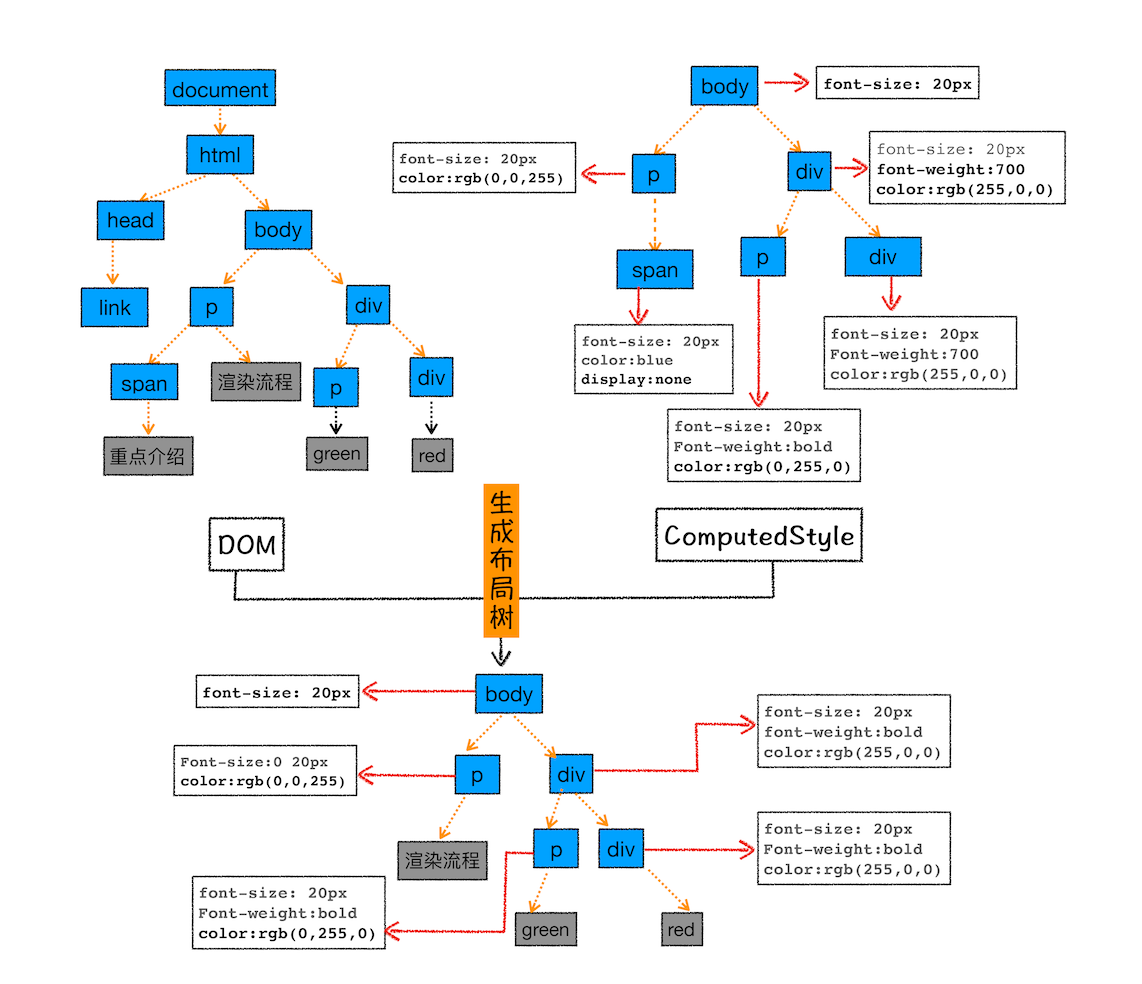 document
html
head
body
link
p
div
span
渲染流程
p
div
重点介绍
green
red
body
font-size: 20px
font-size: 20px
color:rgb(0,0,255)
p
div
font-size: 20px
font-weight:700
color:rgb(255,0,0)
span
p
div
font-size: 20px
color:blue
display:none
font-size: 20px
Font-weight:700
color:rgb(255,0,0)
font-size: 20px
Font-weight:bold
color:rgb(0,255,0)
DOM
生成布局树
ComputedStyle
font-size: 20px
body
font-size: 20px
font-weight:bold
color:rgb(255,0,0)
Font-size:0 20px
color:rgb(0,0,255)
p
div
渲染流程
p
div
font-size: 20px
Font-weight:bold
color:rgb(255,0,0)
font-size: 20px
Font-weight:bold
color:rgb(0,255,0)
green
red